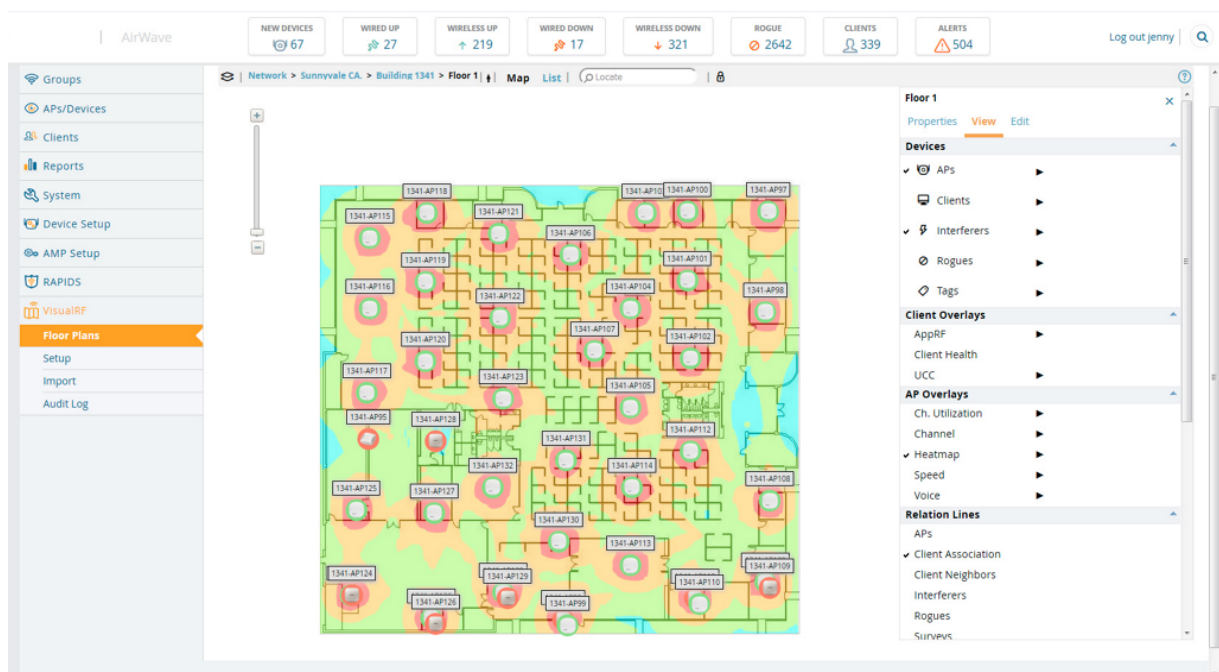 AirWave
NEW DEVICES
67
WIRED UP
27
WIRELESS UP
219
WIRED DOWN
17
WIRELESS DOWN
321
ROGUE
2642
CLIENTS
339
ALERTS
504
Log out jenny
Groups
APs/Devices
Clients
Reports
System
Device Setup
AMP Setup
RAPIDS
VisualRF
Floor Plans
Setup
Import
Audit Log
Network > Sunnyvale CA. > Building 1341 > Floor 1 | | Map List | Locate
1341-AP118
1341-AP100
1341-AP97
1341-AP115
1341-AP121
1341-AP106
1341-AP119
1341-AP101
1341-AP116
1341-AP122
1341-AP104
1341-AP98
1341-AP107
1341-AP120
1341-AP102
1341-AP117
1341-AP123
1341-AP105
1341-AP95
1341-AP128
1341-AP112
1341-AP131
1341-AP132
1341-AP114
1341-AP125
1341-AP127
1341-AP108
1341-AP130
1341-AP113
1341-AP124
1341-AP129
1341-AP109
1341-AP110
1341-AP126
1341-AP99
Floor 1
Properties View Edit
Devices
APs
Clients
Interferers
Rogues
Tags
Client Overlays
AppRF
Client Health
UCC
AP Overlays
Ch. Utilization
Channel
Heatmap
Speed
Voice
Relation Lines
APs
Client Association
Client Neighbors
Interferers
Rogues
Surveys